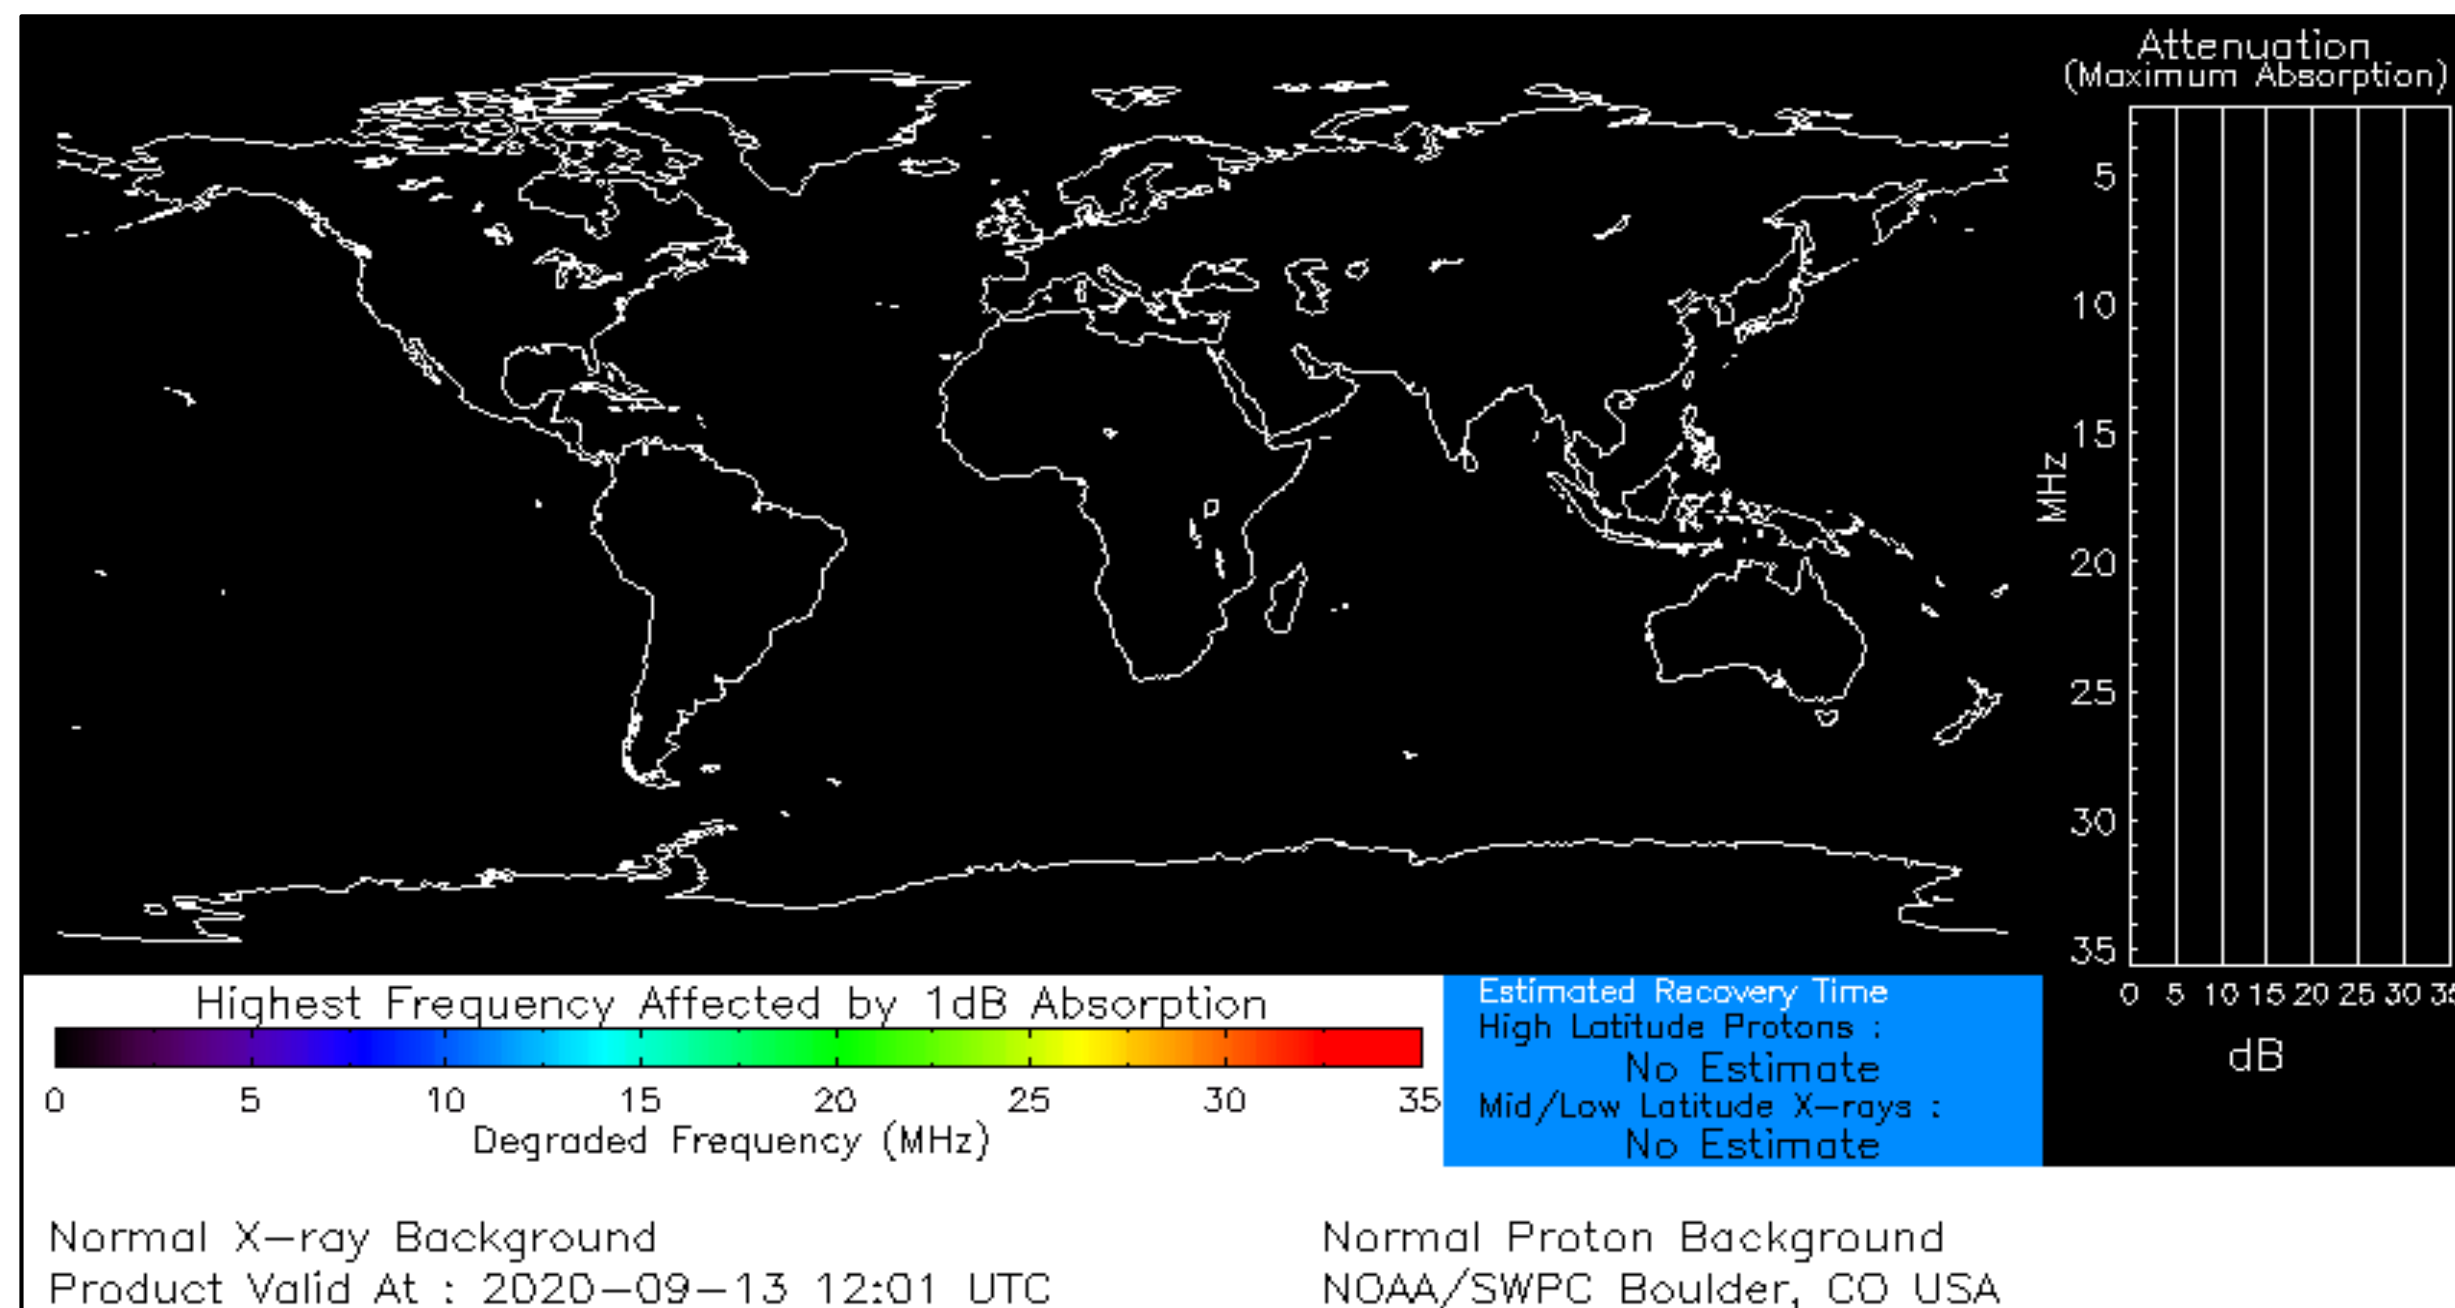 Attenuation
(Maximum Absorption)
5
10
15
20
25
30
35
MHz
0 5 10 15 20 25 30
dB
Highest Frequency Affected by 1dB Absorption
0 5 10 15 20 25 30 35
Degraded Frequency (MHz)
Estimated Recovery Time
High Latitude Protons :
No Estimate
Mid/Low Latitude X-rays :
No Estimate
Normal X-ray Background
Normal Proton Background
Product Valid At : 2020-09-13 12:01 UTC
NOAA/SWPC Boulder, CO USA